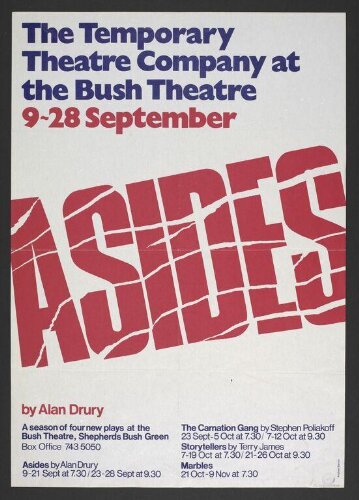 The Temporary
Theatre Company at
the Bush Theatre
9-28 September
ASIDES
by Alan Drury
A season of four new plays at the
Bush Theatre, Shepherds Bush Green
Box Office 743 5050
Asides by Alan Drury
9-21 Sept at 7.30/23-28 Sept at 9.30
The Carnation Gang by Stephen Poliakoff
23 Sept-5 Oct at 7.30/7-12 Oct at 9.30
Storytellers by Terry James
7-19 Oct at 7.30/21-26 Oct at 9.30
Marbles
21 Oct-9 Nov at 7.30